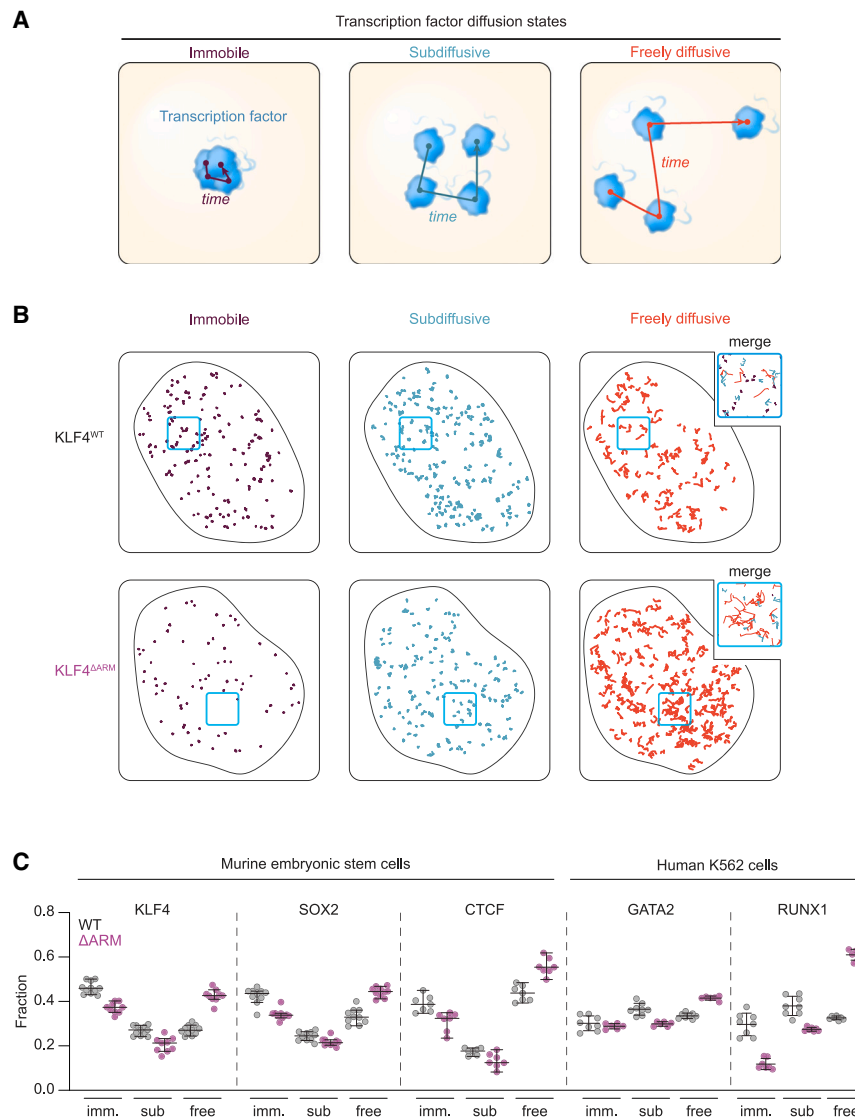 A
Transcription factor diffusion states
Immobile Subdiffusive Freely diffusive
Transcription factor
time
time
time
B
Immobile Subdiffusive Freely diffusive
merge
KLF4WT
merge
KLF4ΔARM
C
Murine embryonic stem cells Human K562 cells
KLF4 SOX2 CTCF GATA2 RUNX1
WT
ΔARM
Fraction
0.8
0.4
0.2
0.0
imm. sub free imm. sub free imm. sub free imm. sub free imm. sub free